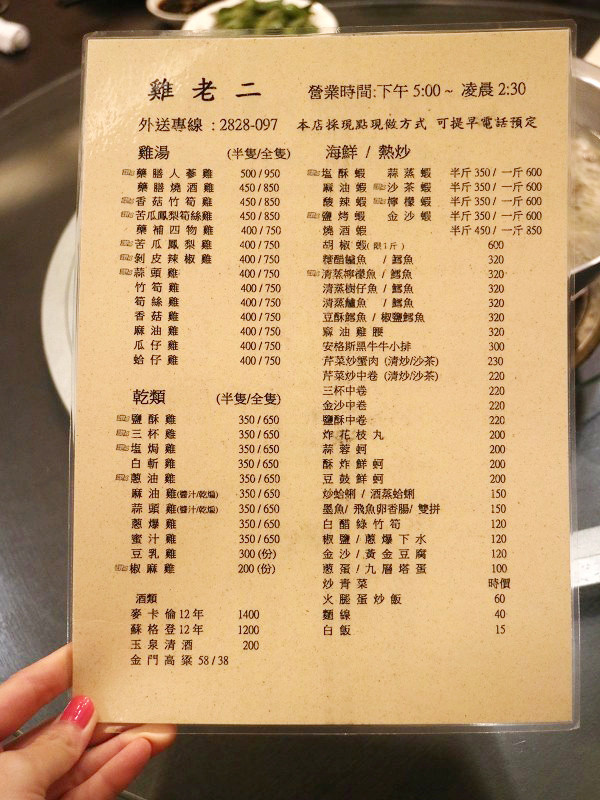 雞老二 營業時間:下午 5:00 ~ 凌晨 2:30
外送專線 : 2828-097 本店採現點現做方式 可提早電話預定
雞湯 (半隻/全隻)
藥膳人蔘雞 500 / 950
藥膳燒酒雞 450 / 850
香菇竹筍雞 450 / 850
苦瓜鳳梨筍絲雞 450 / 850
藥補四物雞 400 / 750
苦瓜鳳梨雞 400 / 750
剝皮辣椒雞 400 / 750
蒜頭雞 400 / 750
竹筍雞 400 / 750
筍絲雞 400 / 750
香菇雞 400 / 750
麻油雞 400 / 750
瓜仔雞 400 / 750
蛤仔雞 400 / 750
乾類 (半隻/全隻)
鹽酥雞 350 / 650
三杯雞 350 / 650
塩焗雞 350 / 650
白斬雞 350 / 650
蔥油雞 350 / 650
麻油雞(醬汁/乾煸) 350 / 650
蒜頭雞(醬汁/乾煸) 350 / 650
蔥爆雞 350 / 650
蜜汁雞 350 / 650
豆乳雞 300 (份)
椒麻雞 200 (份)
酒類
麥卡倫12年 1400
蘇格登12年 1200
玉泉清酒 200
金門高粱 58 / 38
海鮮 / 熱炒
塩酥蝦 蒜蒸蝦 半斤 350 / 一斤 600
麻油蝦 沙茶蝦 半斤 350 / 一斤 600
酸辣蝦 檸檬蝦 半斤 350 / 一斤 600
鹽烤蝦 金沙蝦 半斤 350 / 一斤 600
燒酒蝦 半斤 450 / 一斤 850
胡椒蝦(限1斤) 600
糖醋鱸魚 / 鱈魚 320
清蒸檸檬魚 / 鱈魚 320
清蒸樹仔魚 / 鱈魚 320
清蒸鱸魚 / 鱈魚 320
豆酥鱈魚 / 椒鹽鱈魚 320
麻油雞腰 320
安格斯黑牛牛小排 300
芹菜炒蟹肉 (清炒/沙茶) 230
芹菜炒中卷 (清炒/沙茶) 220
三杯中卷 220
金沙中卷 220
鹽酥中卷 220
炸花枝丸 200
蒜蓉蚵 200
酥炸鮮蚵 200
豆鼓鮮蚵 200
炒蛤蜊 / 酒蒸蛤蜊 150
墨魚/ 飛魚卵香腸/ 雙拼 150
白醋綠竹筍 120
椒鹽 / 蔥爆下水 120
金沙 / 黃金豆腐 120
蔥蛋 / 九層塔蛋 100
炒青菜 時價
火腿蛋炒飯 60
麵線 40
白飯 15